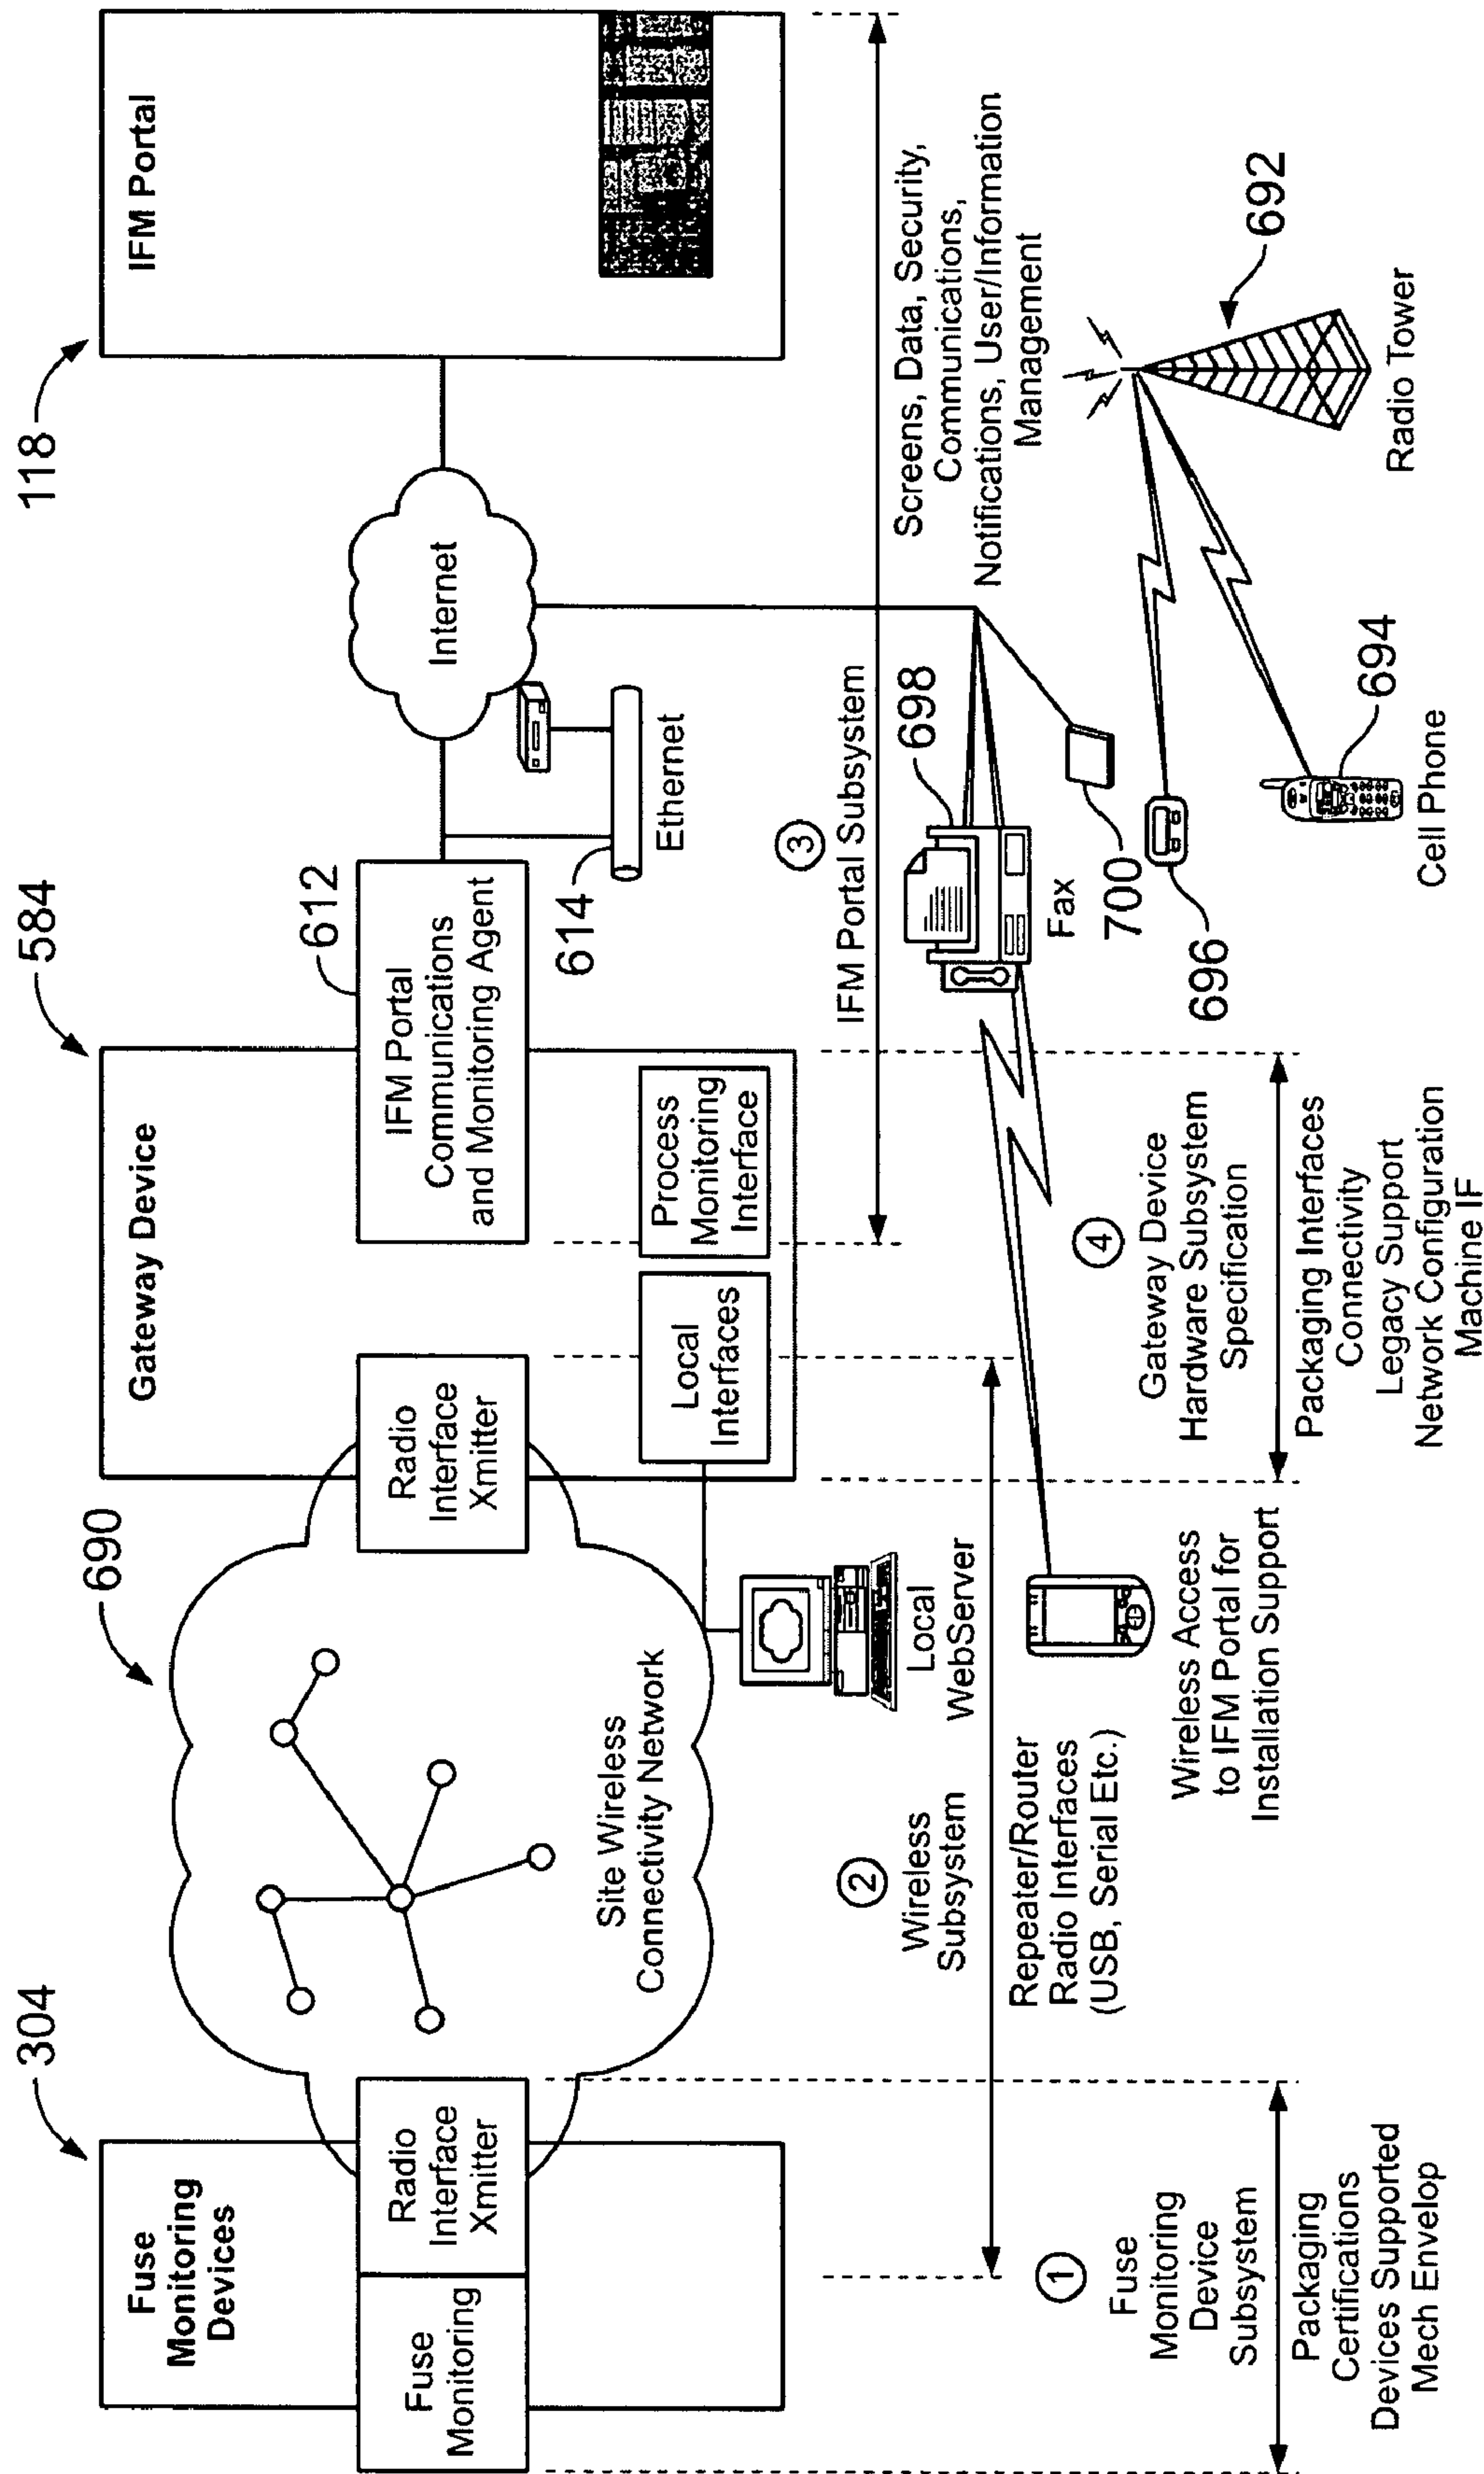 304
690
584
118
Fuse
Monitoring
Devices
Gateway Device
IFM Portal
Fuse
Monitoring
Radio
Interface
Xmitter
Site Wireless
Connectivity Network
Radio
Interface
Xmitter
IFM Portal
Communications
and Monitoring Agent
612
Internet
Local
Interfaces
Process
Monitoring
Interface
614
Ethernet
Local
WebServer
2
Wireless
Subsystem
Repeater/Router
Radio Interfaces
(USB, Serial Etc.)
3
IFM Portal Subsystem
Screens, Data, Security,
Communications,
Notifications, User/Information
Management
1
Fuse
Monitoring
Device
Subsystem
Packaging
Certifications
Devices Supported
Mech Envelop
Wireless Access
to IFM Portal for
Installation Support
4
Gateway Device
Hardware Subsystem
Specification
Packaging Interfaces
Connectivity
Legacy Support
Network Configuration
Machine IF
698
Fax
700
696
694
Cell Phone
692
Radio Tower